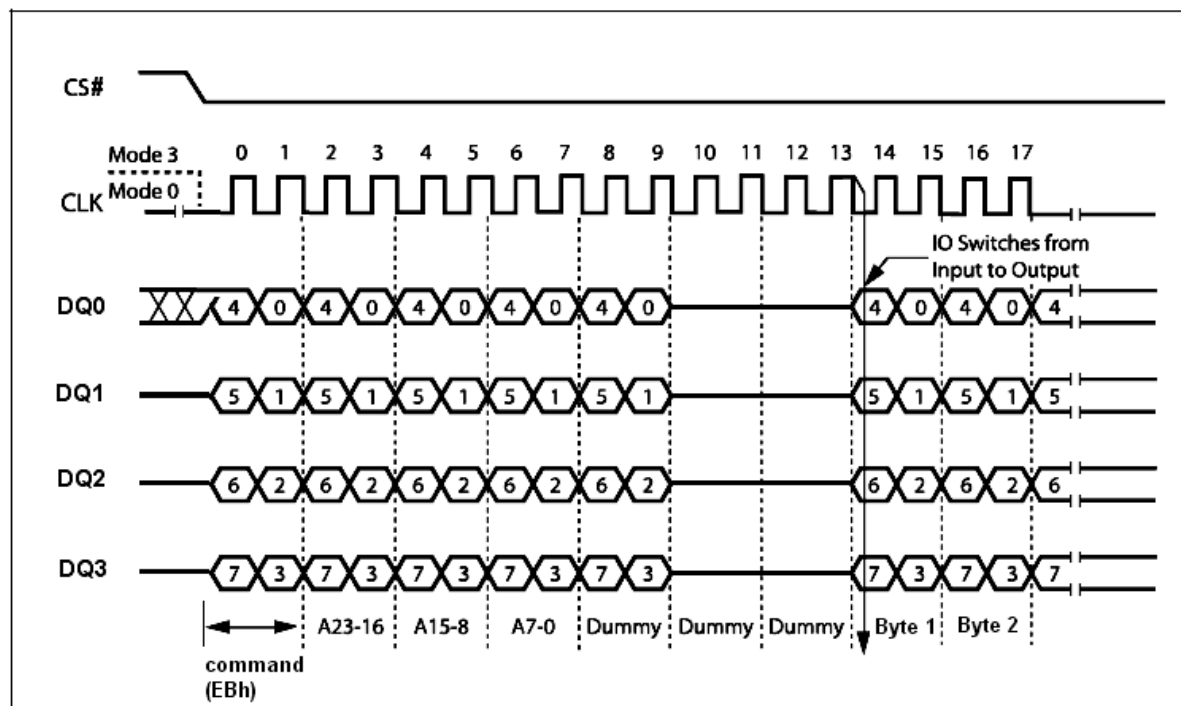 CS#
Mode 3
0 1 2 3 4 5 6 7 8 9 10 11 12 13 14 15 16 17
Mode 0
CLK
IO Switches from
Input to Output
DQ0 4 0 4 0 4 0 4 0 4 0 4 0 4 0 4
DQ1 5 1 5 1 5 1 5 1 5 1 5 1 5 1 5
DQ2 6 2 6 2 6 2 6 2 6 2 6 2 6 2 6
DQ3 7 3 7 3 7 3 7 3 7 3 7 3 7 3 7
A23-16 A15-8 A7-0 Dummy Dummy Dummy Byte 1 Byte 2
command
(EBh)